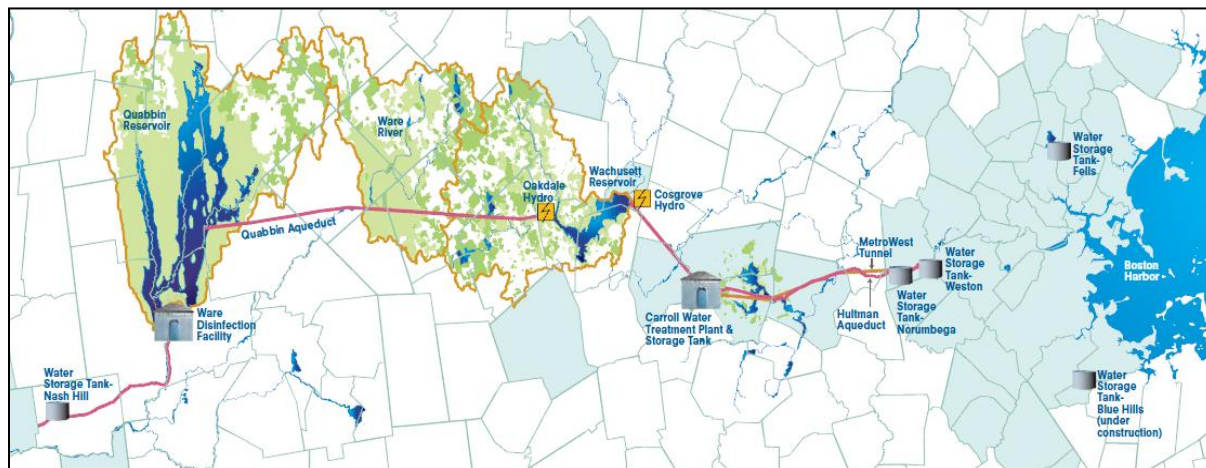 Quabbin
Reservoir
Ware
River
Oakdale
Hydro
Wachusett
Reservoir
Cosgrove
Hydro
Quabbin Aqueduct
Ware
Disinfection
Facility
Water
Storage Tank-
Nash Hill
Carroll Water
Treatment Plant &
Storage Tank
MetroWest
Tunnel
Hultman
Aqueduct
Water
Storage
Tank-
Norumbega
Water
Storage
Tank-
Weston
Water
Storage
Tank-
Fells
Boston
Harbor
Water
Storage
Tank-
Blue Hills
(under
construction)